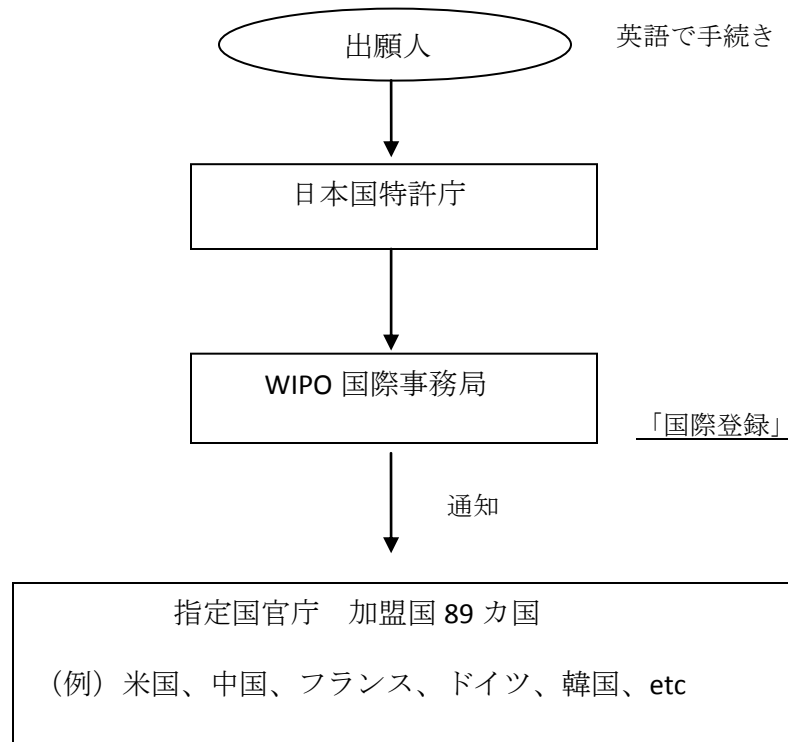 出願人
英語で手続き
日本国特許庁
WIPO 国際事務局
「国際登録」
通知
指定国官庁　加盟国 89 カ国
（例）米国、中国、フランス、ドイツ、韓国、etc